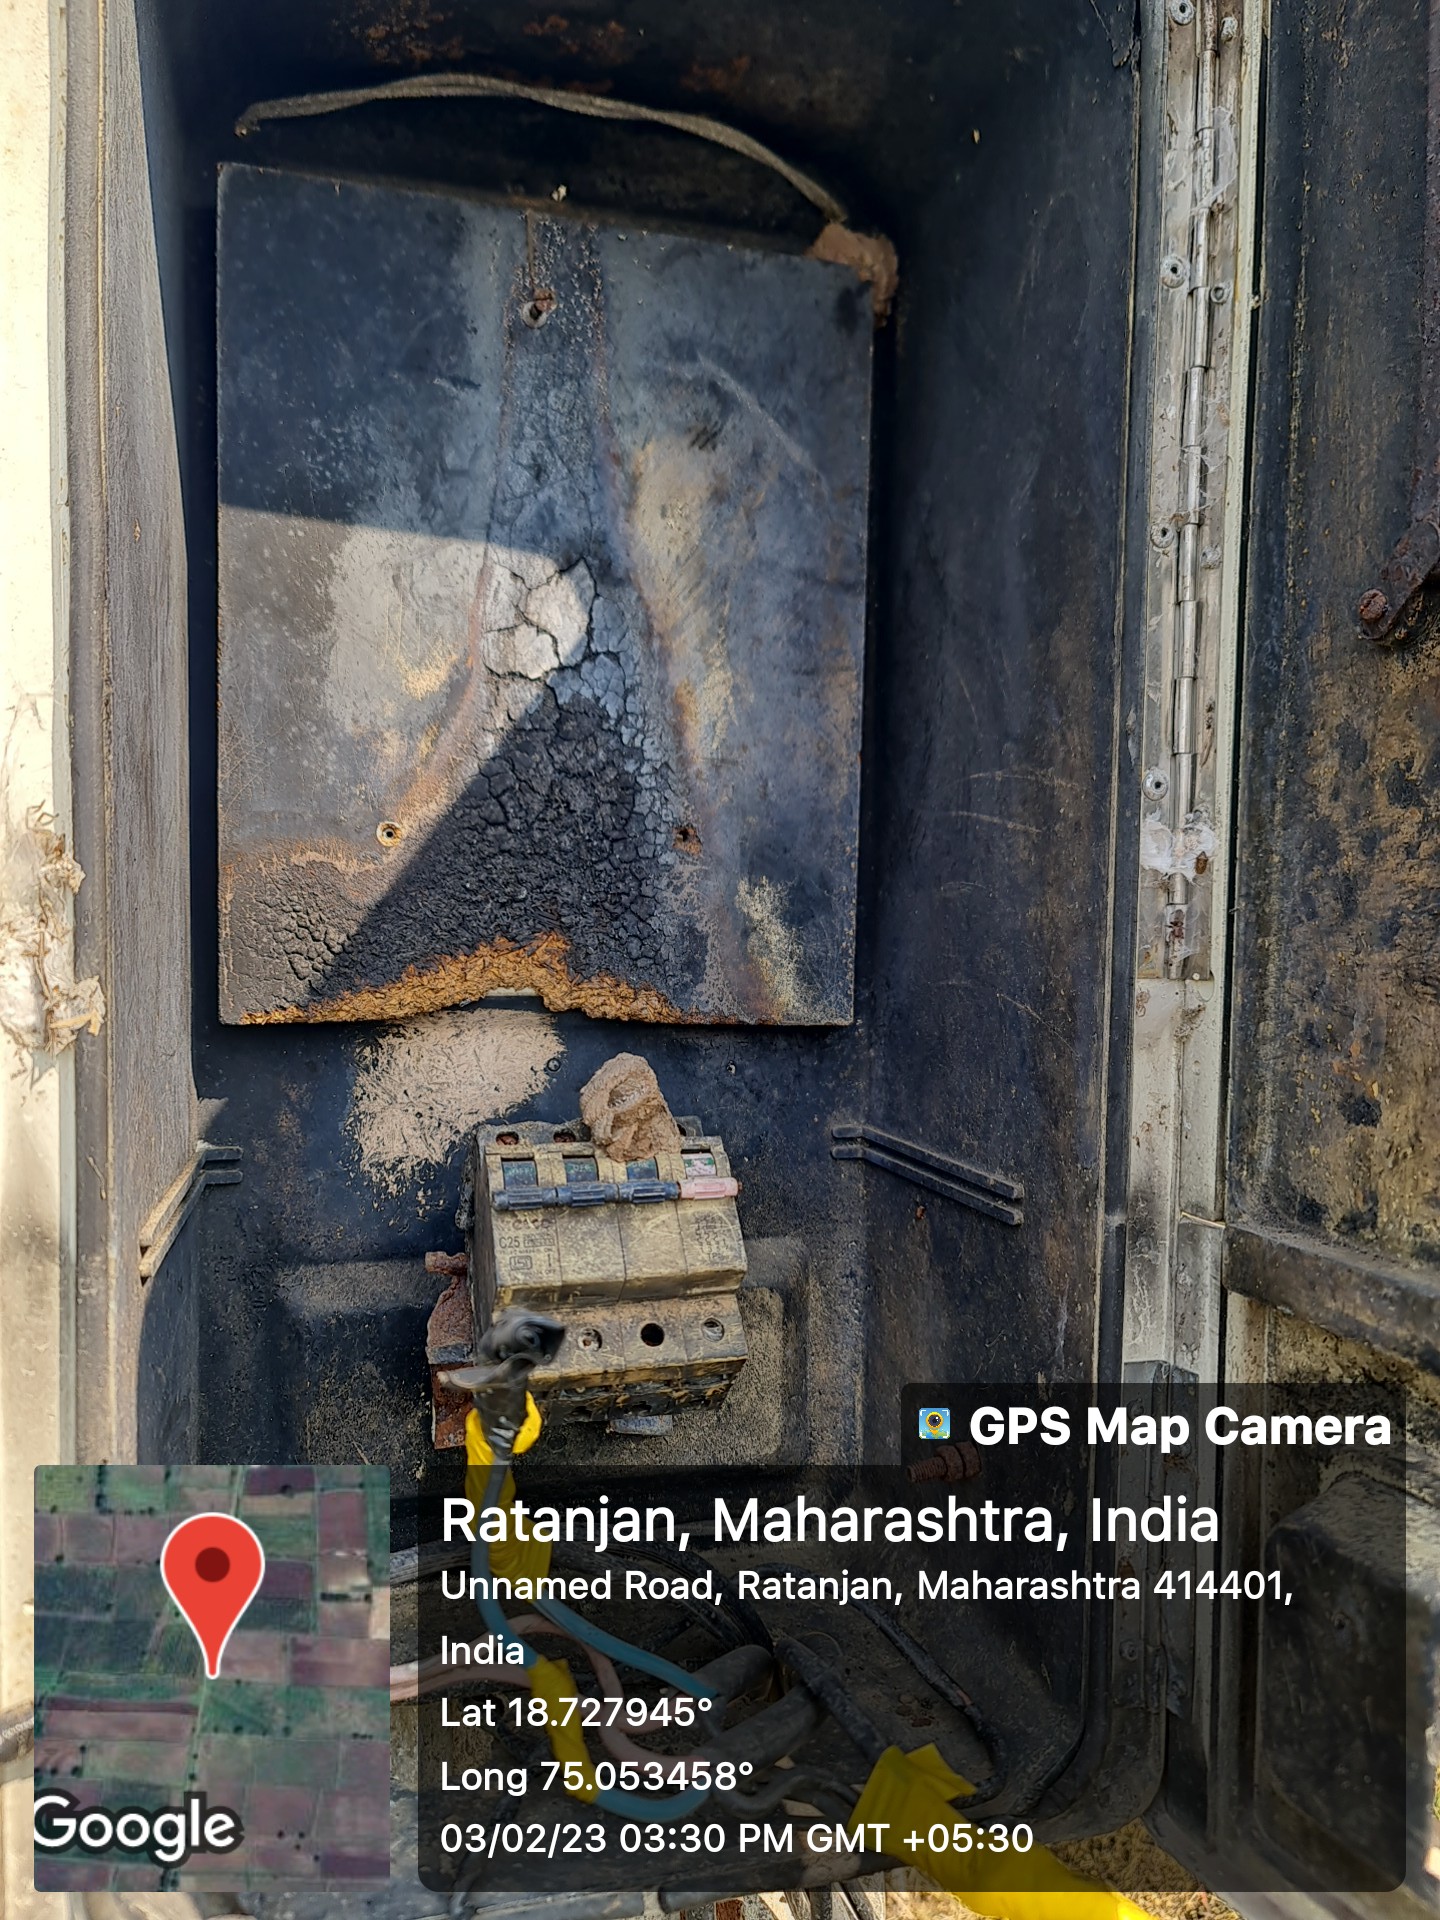 C25
GPS Map Camera
Ratanjan, Maharashtra, India
Unnamed Road, Ratanjan, Maharashtra 414401,
India
Lat 18.727945°
Long 75.053458°
03/02/23 03:30 PM GMT +05:30
Google